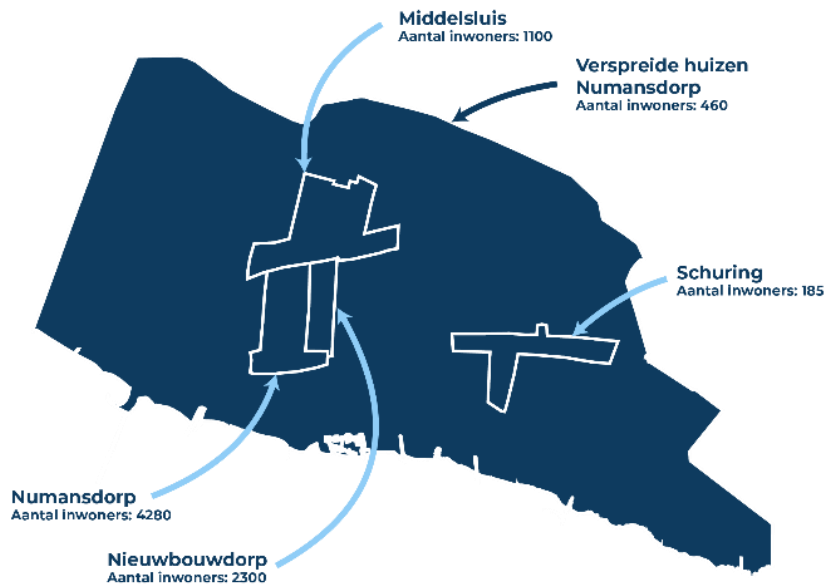 Middelsluis
Aantal inwoners: 1100
Verspreide huizen
Numansdorp
Aantal inwoners: 460
Schuring
Aantal inwoners: 185
Numansdorp
Aantal inwoners: 4280
Nieuwbouwdorp
Aantal inwoners: 2300